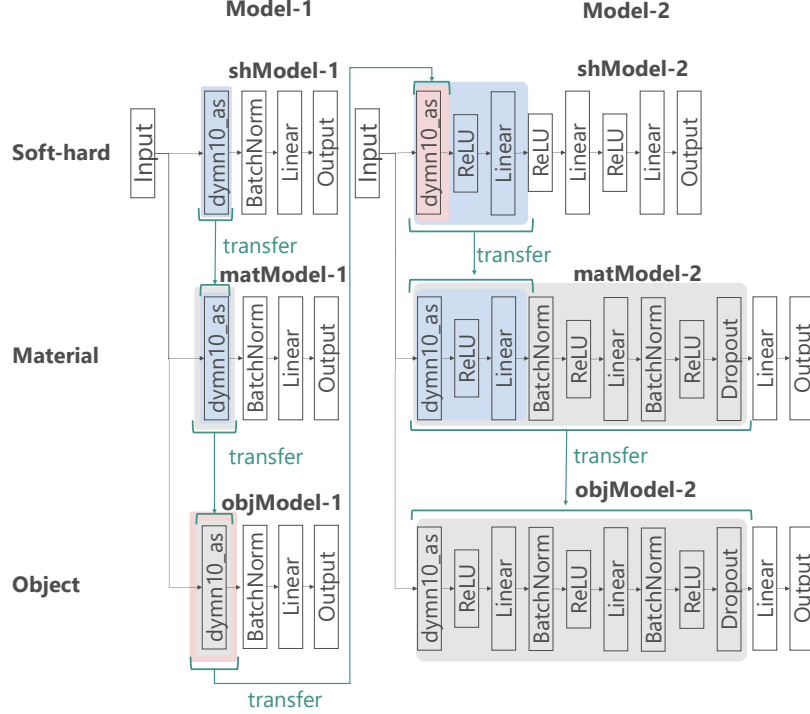 Model-1
Model-2
shModel-1
shModel-2
Soft-hard
Input
dymn10_as
BatchNorm
Linear
Output
Input
dymn10_as
ReLU
Linear
ReLU
Linear
ReLU
Linear
Output
transfer
transfer
matModel-1
matModel-2
Material
dymn10_as
BatchNorm
Linear
Output
dymn10_as
ReLU
Linear
BatchNorm
ReLU
Linear
BatchNorm
ReLU
Dropout
Linear
Output
transfer
transfer
objModel-1
objModel-2
Object
dymn10_as
BatchNorm
Linear
Output
dymn10_as
ReLU
Linear
BatchNorm
ReLU
Linear
BatchNorm
ReLU
Dropout
Linear
Output
transfer